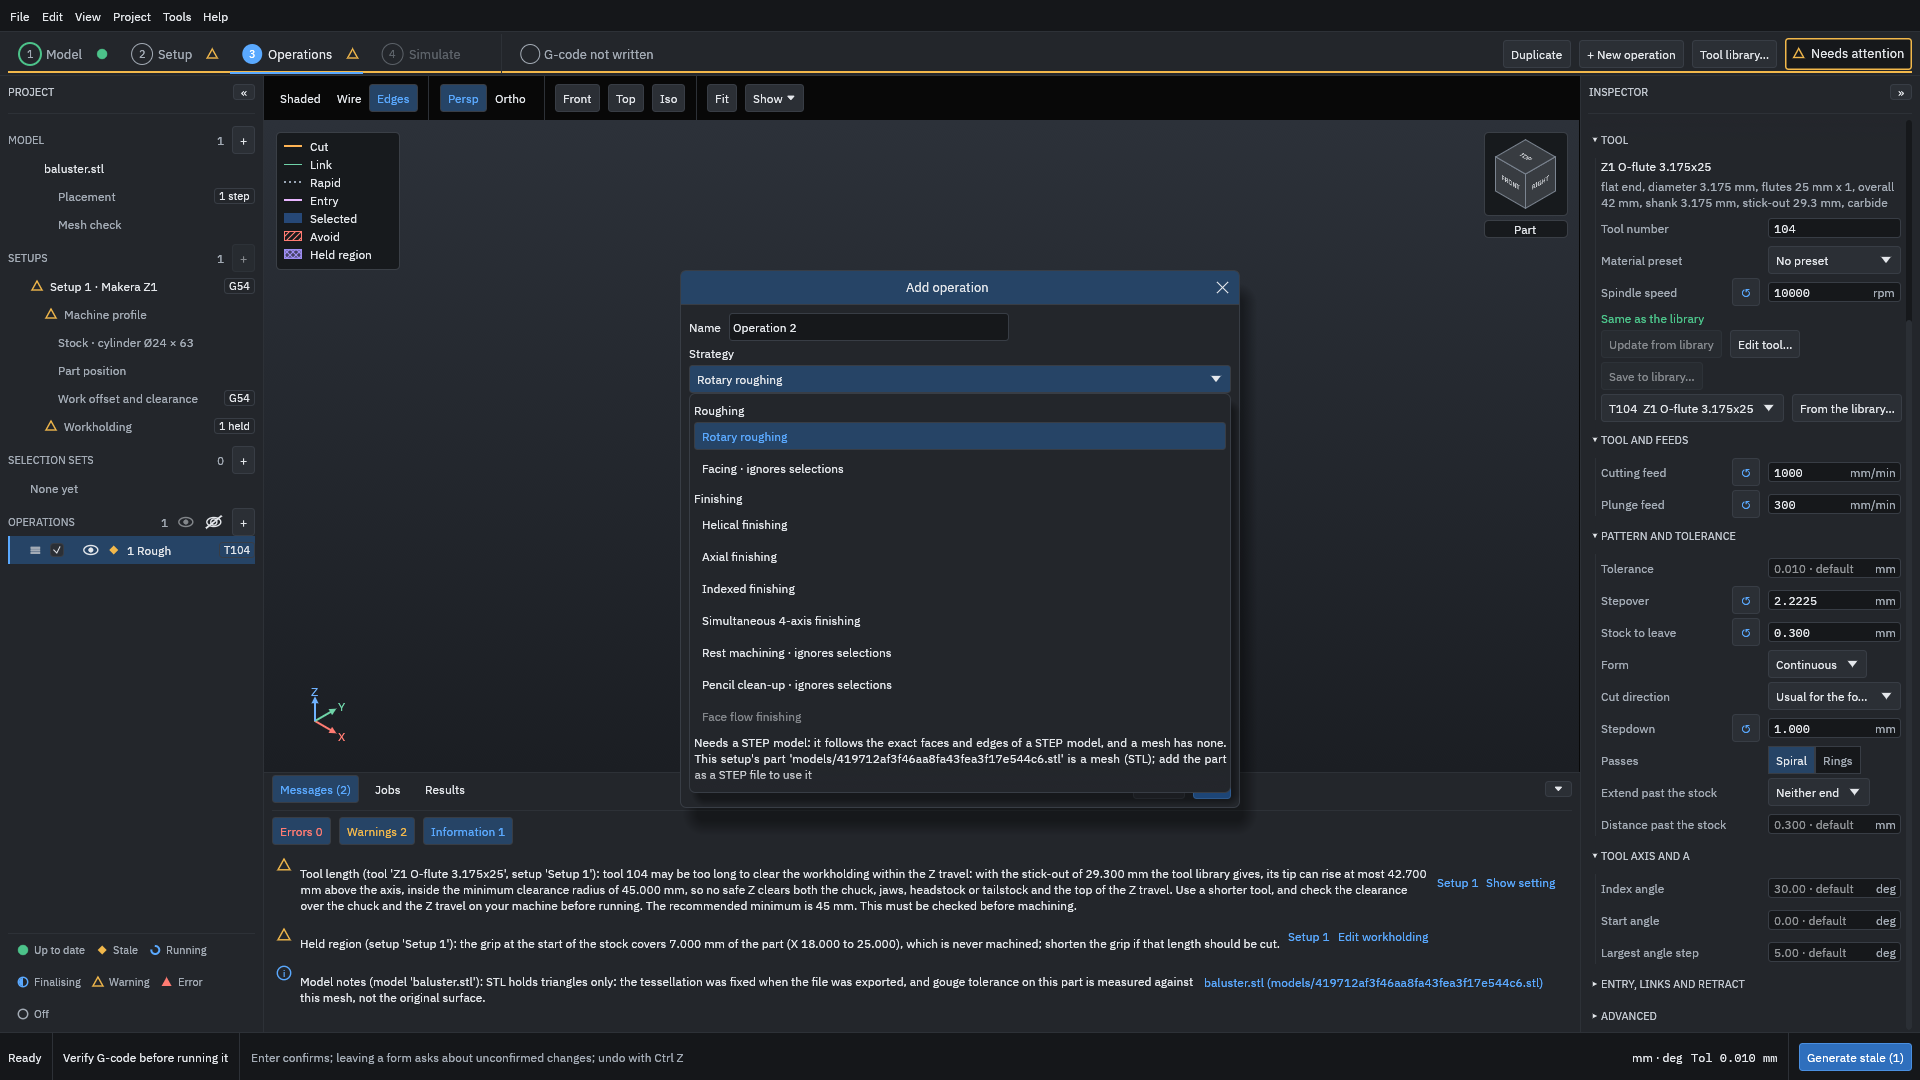 File Edit View Project Tools Help
1 Model 2 Setup 3 Operations 4 Simulate G-code not written Duplicate + New operation Tool library... Needs attention
PROJECT «
MODEL 1 +
baluster.stl
Placement 1 step
Mesh check
SETUPS 1 +
Setup 1 · Makera Z1 G54
Machine profile
Stock · cylinder Ø24 × 63
Part position
Work offset and clearance G54
Workholding 1 held
SELECTION SETS 0 +
None yet
OPERATIONS 1 +
1 Rough T104
Up to date Stale Running
Finalising Warning Error
Off
Shaded Wire Edges Persp Ortho Front Top Iso Fit Show
Cut
Link
Rapid
Entry
Selected
Avoid
Held region
TOP
FRONT RIGHT
Part
Z
Y
X
Add operation
Name Operation 2
Strategy
Rotary roughing
Roughing
Rotary roughing
Facing · ignores selections
Finishing
Helical finishing
Axial finishing
Indexed finishing
Simultaneous 4-axis finishing
Rest machining · ignores selections
Pencil clean-up · ignores selections
Face flow finishing
Needs a STEP model: it follows the exact faces and edges of a STEP model, and a mesh has none.
This setup's part 'models/419712af3f46aa8fa43fea3f17e544c6.stl' is a mesh (STL); add the part
as a STEP file to use it
Messages (2) Jobs Results
Errors 0 Warnings 2 Information 1
Tool length (tool 'Z1 O-flute 3.175x25', setup 'Setup 1'): tool 104 may be too long to clear the workholding within the Z travel: with the stick-out of 29.300 mm the tool library gives, its tip can rise at most 42.700
mm above the axis, inside the minimum clearance radius of 45.000 mm, so no safe Z clears both the chuck, jaws, headstock or tailstock and the top of the Z travel. Use a shorter tool, and check the clearance
over the chuck and the Z travel on your machine before running. The recommended minimum is 45 mm. This must be checked before machining.
Setup 1 Show setting
Held region (setup 'Setup 1'): the grip at the start of the stock covers 7.000 mm of the part (X 18.000 to 25.000), which is never machined; shorten the grip if that length should be cut. Setup 1 Edit workholding
Model notes (model 'baluster.stl'): STL holds triangles only: the tessellation was fixed when the file was exported, and gouge tolerance on this part is measured against
this mesh, not the original surface.
baluster.stl (models/419712af3f46aa8fa43fea3f17e544c6.stl)
INSPECTOR »
TOOL
Z1 O-flute 3.175x25
flat end, diameter 3.175 mm, flutes 25 mm x 1, overall
42 mm, shank 3.175 mm, stick-out 29.3 mm, carbide
Tool number 104
Material preset No preset
Spindle speed 10000 rpm
Same as the library
Update from library Edit tool...
Save to library...
T104 Z1 O-flute 3.175x25 From the library...
TOOL AND FEEDS
Cutting feed 1000 mm/min
Plunge feed 300 mm/min
PATTERN AND TOLERANCE
Tolerance 0.010 · default mm
Stepover 2.2225 mm
Stock to leave 0.300 mm
Form Continuous
Cut direction Usual for the fo...
Stepdown 1.000 mm
Passes Spiral Rings
Extend past the stock Neither end
Distance past the stock 0.300 · default mm
TOOL AXIS AND A
Index angle 30.00 · default deg
Start angle 0.00 · default deg
Largest angle step 5.00 · default deg
ENTRY, LINKS AND RETRACT
ADVANCED
Ready Verify G-code before running it Enter confirms; leaving a form asks about unconfirmed changes; undo with Ctrl Z mm · deg Tol 0.010 mm Generate stale (1)